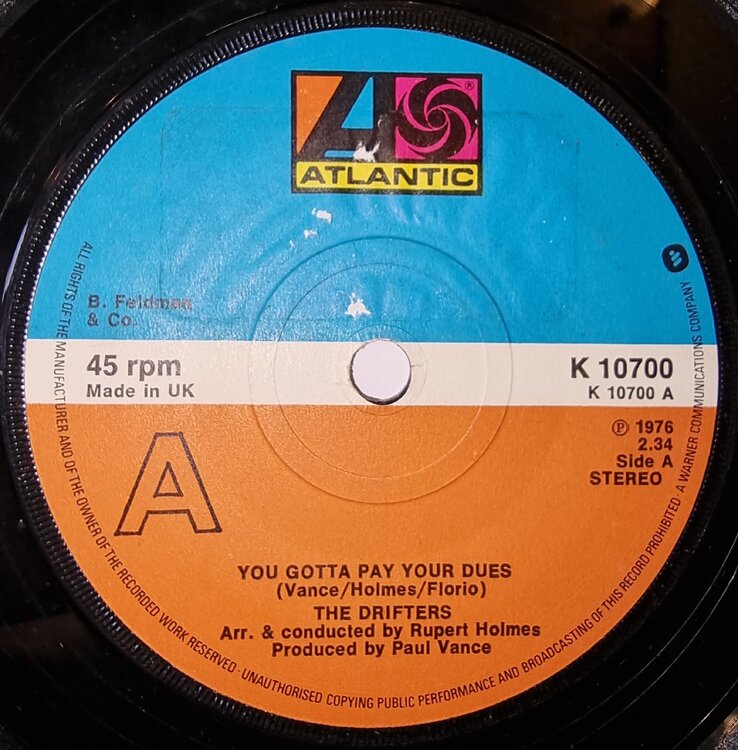 ATLANTIC
®
B. Feldman
& Co.
45 rpm
Made in UK
K 10700
K 10700 A
℗ 1976
2.34
Side A
STEREO
A
YOU GOTTA PAY YOUR DUES
(Vance/Holmes/Florio)
THE DRIFTERS
Arr. & conducted by Rupert Holmes
Produced by Paul Vance
ALL RIGHTS OF THE MANUFACTURER AND OF THE OWNER OF THE RECORDED WORK RESERVED · UNAUTHORISED COPYING PUBLIC PERFORMANCE AND BROADCASTING OF THIS RECORD PROHIBITED · A WARNER COMMUNICATIONS COMPANY